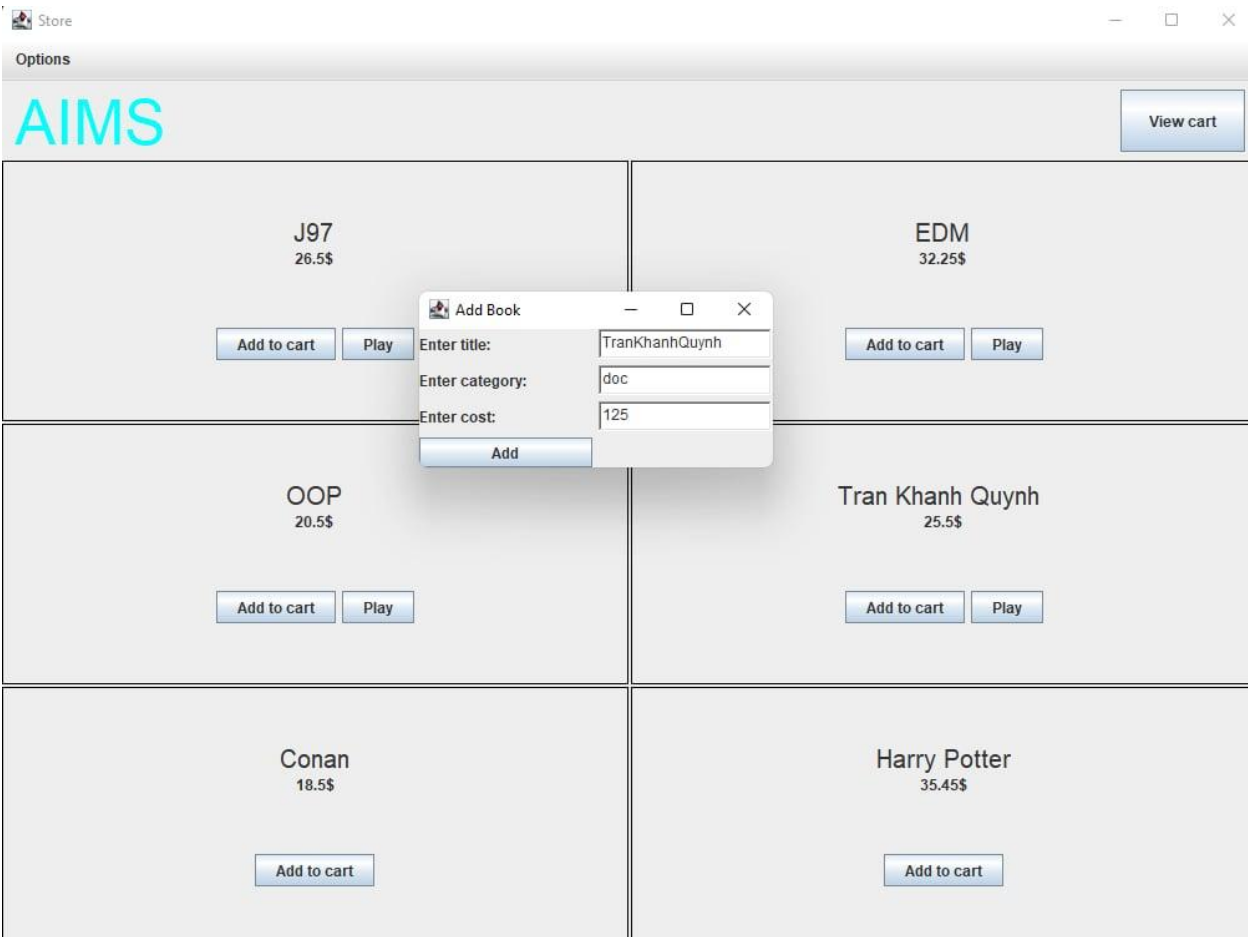 Store
Options
AIMS
View cart
J97
26.5$
Add to cart Play
EDM
32.25$
Add to cart Play
Add Book
Enter title: TranKhanhQuynh
Enter category: doc
Enter cost: 125
Add
OOP
20.5$
Add to cart Play
Tran Khanh Quynh
25.5$
Add to cart Play
Conan
18.5$
Add to cart
Harry Potter
35.45$
Add to cart